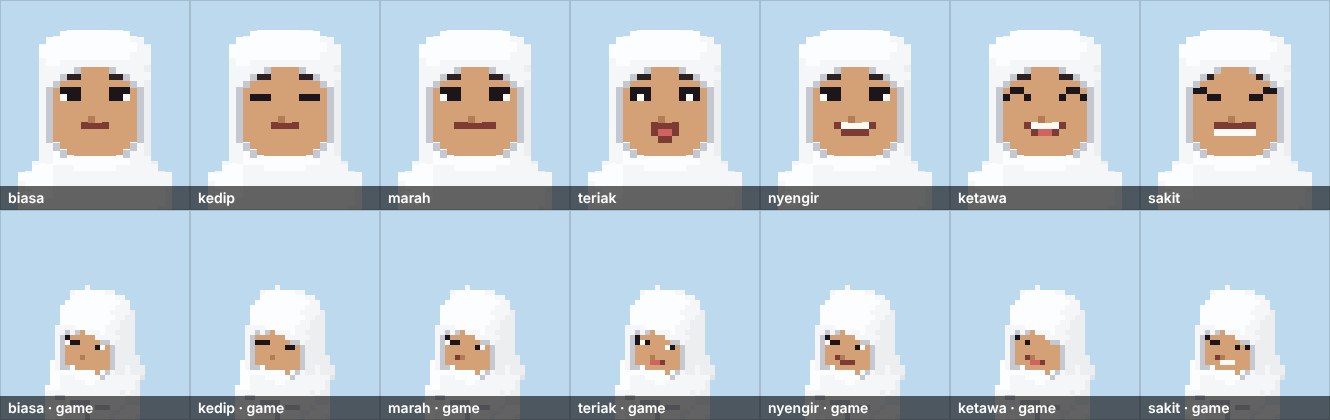 biasa
kedip
marah
teriak
nyengir
ketawa
sakit
biasa · game
kedip · game
marah · game
teriak · game
nyengir · game
ketawa · game
sakit · game